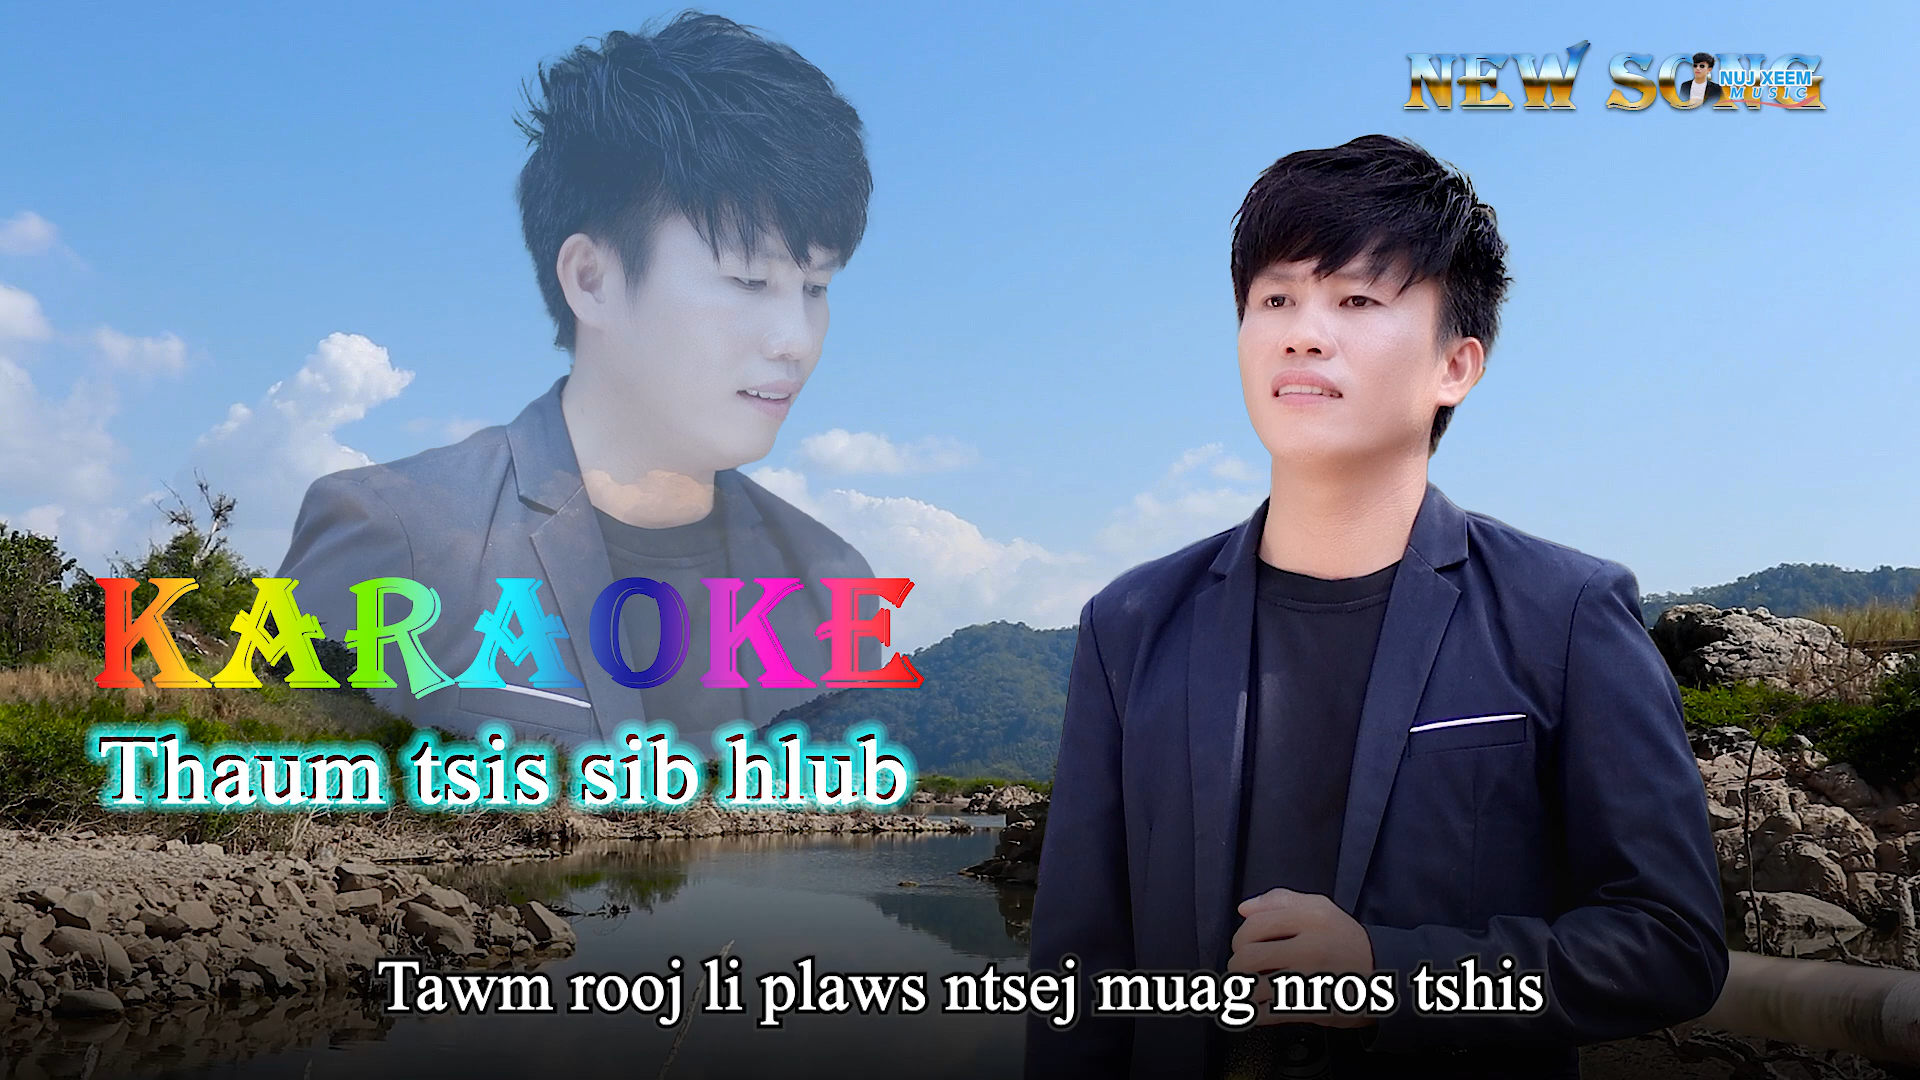 NEW SONG
NUJ XEEM
MUSIC
KARAOKE
Thaum tsis sib hlub
Tawm rooj li plaws ntsej muag nros tshis